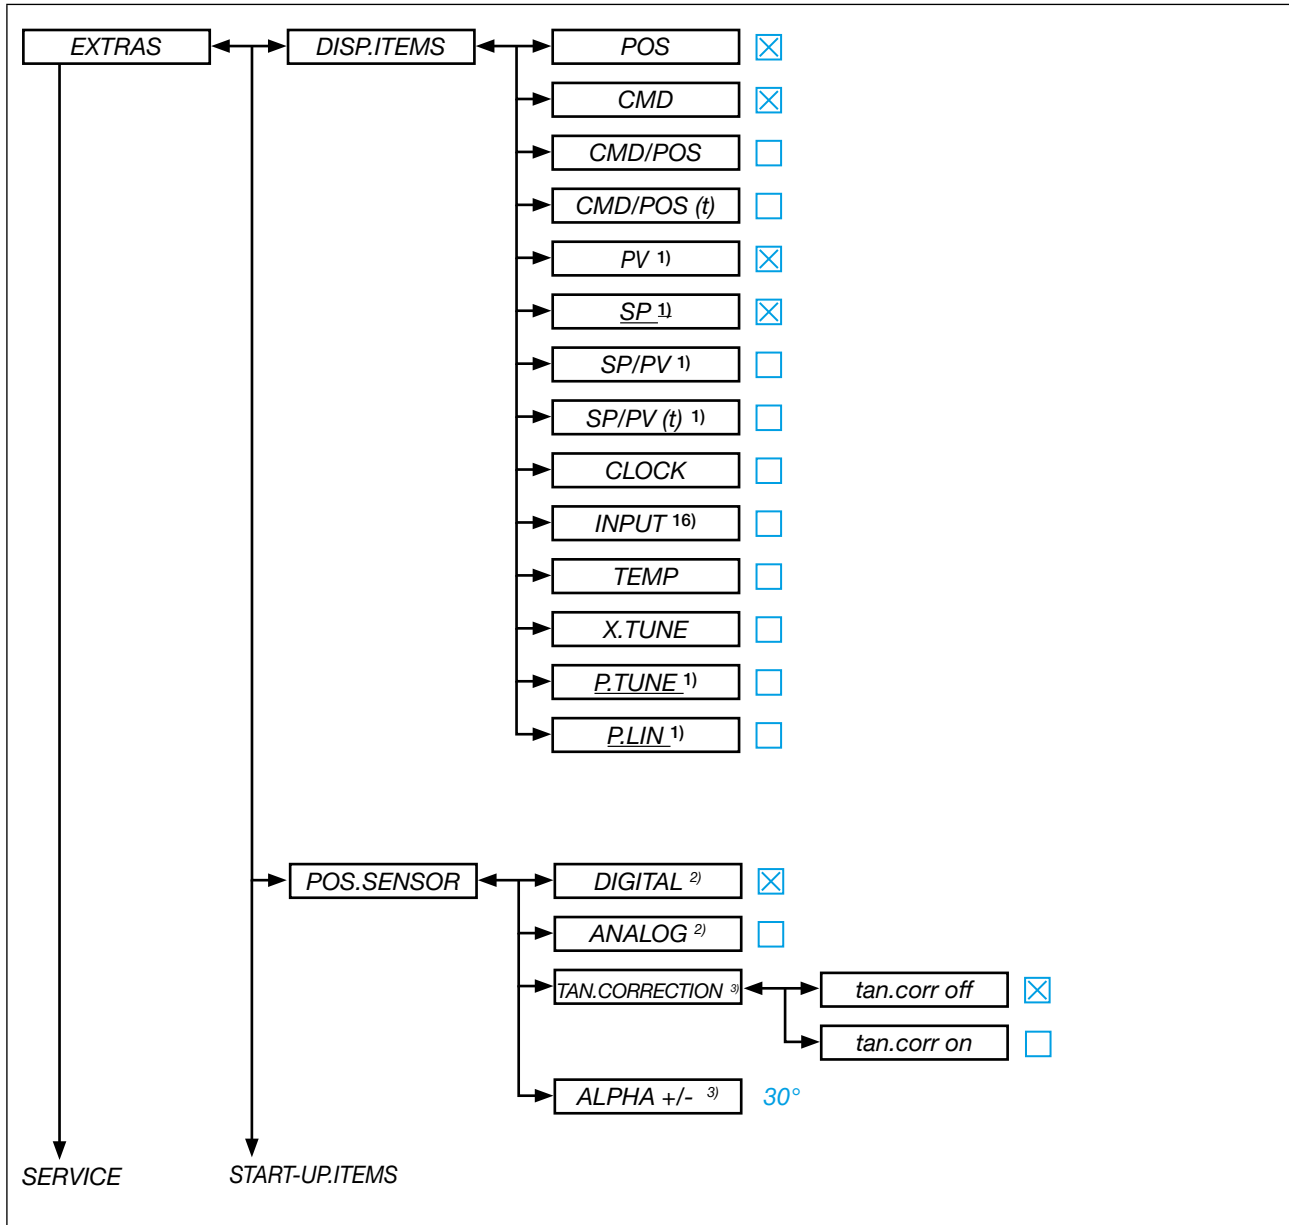 EXTRAS
DISP.ITEMS
POS
CMD
CMD/POS
CMD/POS (t)
PV 1)
SP 1)
SP/PV 1)
SP/PV (t) 1)
CLOCK
INPUT 16)
TEMP
X.TUNE
P.TUNE 1)
P.LIN 1)
POS.SENSOR
DIGITAL 2)
ANALOG 2)
TAN.CORRECTION 3)
tan.corr off
tan.corr on
ALPHA +/- 3)
30°
SERVICE
START-UP.ITEMS